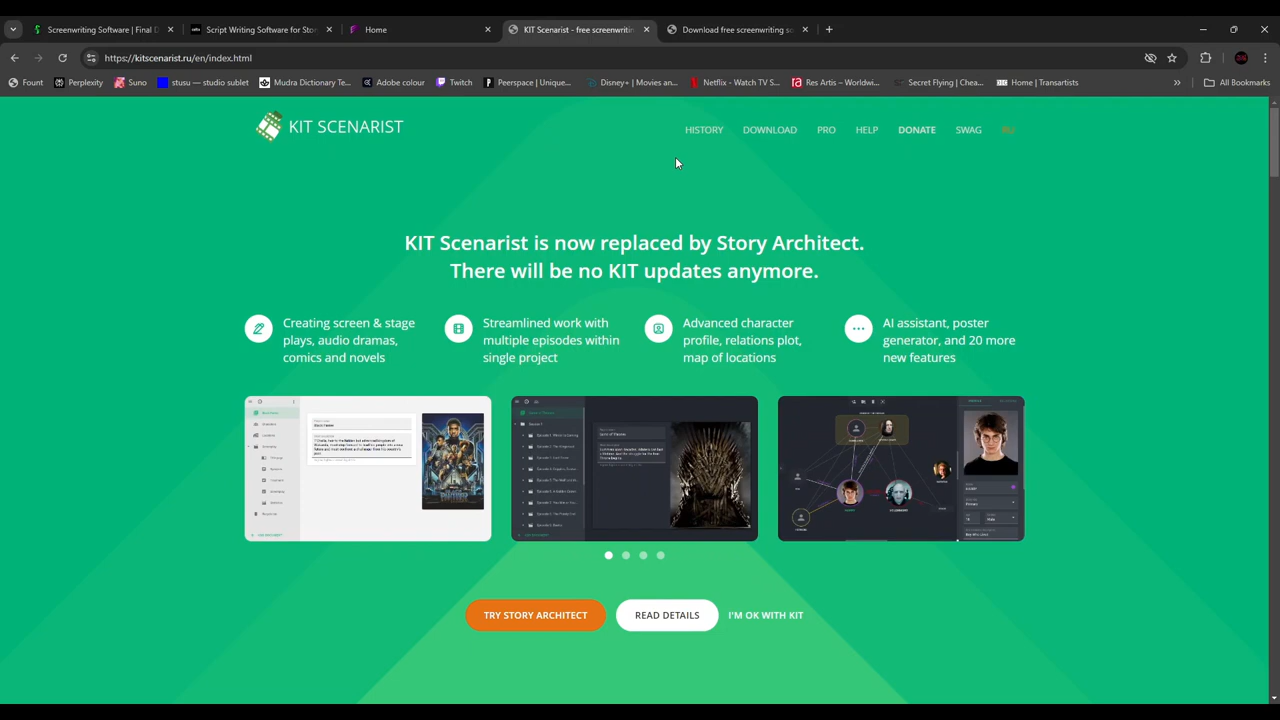 Screenwriting Software | Final D
Script Writing Software for Sto
Home
KIT Scenarist - free screenwritin
Download free screenwriting so
https://kitscenarist.ru/en/index.html
Fount
Perplexity
Suno
stusu — studio sublet
Mudra Dictionary Te...
Adobe colour
Twitch
Peerspace | Unique...
Disney+ | Movies an...
Netflix - Watch TV S...
Res Artis – Worldwi...
Secret Flying | Chea...
Home | Transartists
All Bookmarks
KIT SCENARIST
HISTORY
DOWNLOAD
PRO
HELP
DONATE
SWAG
KIT Scenarist is now replaced by Story Architect.
There will be no KIT updates anymore.
Creating screen & stage
plays, audio dramas,
comics and novels
Streamlined work with
multiple episodes within
single project
Advanced character
profile, relations plot,
map of locations
AI assistant, poster
generator, and 20 more
new features
TRY STORY ARCHITECT
READ DETAILS
I'M OK WITH KIT